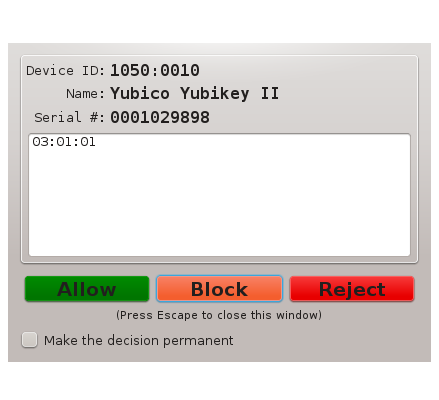 Device ID: 1050:0010
Name: Yubico Yubikey II
Serial #: 0001029898
03:01:01
Allow Block Reject
(Press Escape to close this window)
Make the decision permanent